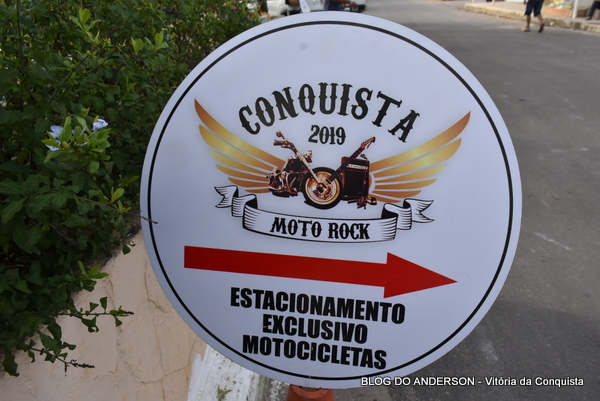 CONQUISTA
2019
MOTO ROCK
ESTACIONAMENTO
EXCLUSIVO
MOTOCICLETAS
BLOG DO ANDERSON - Vitória da Conquista